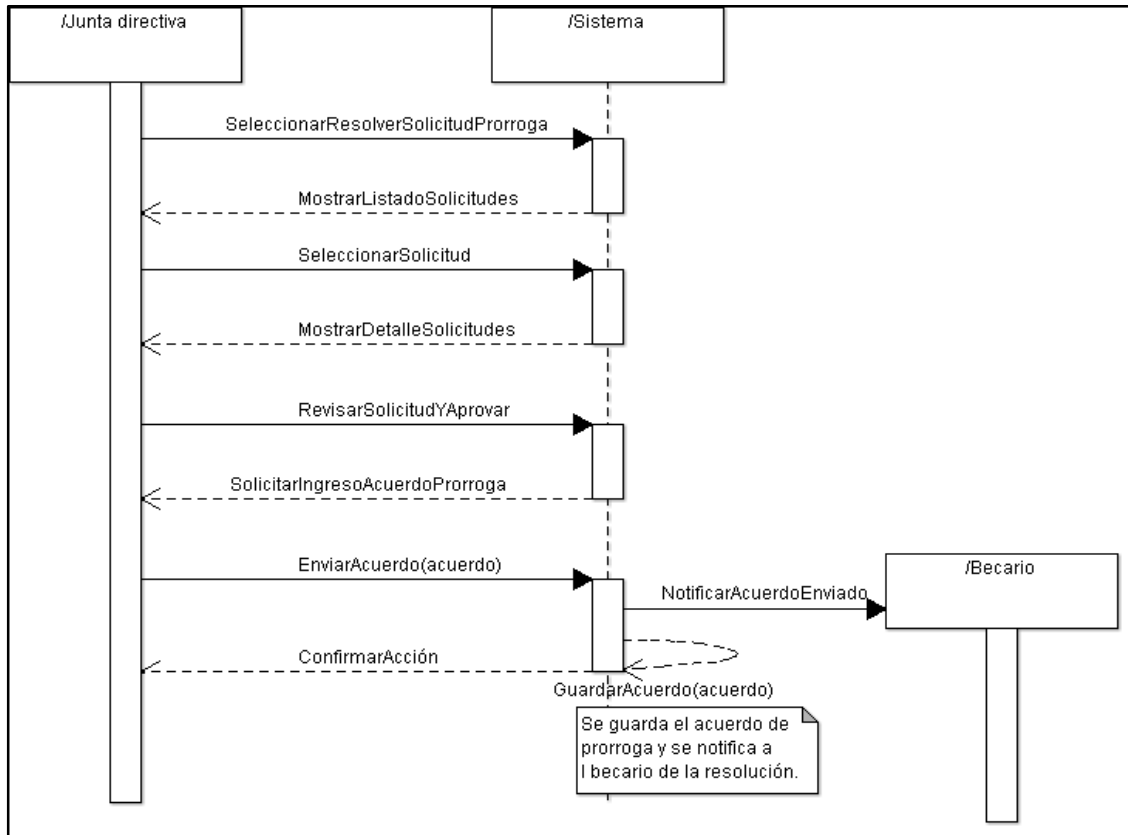 /Junta directiva
/Sistema
SeleccionarResolverSolicitudProrroga
MostrarListadoSolicitudes
SeleccionarSolicitud
MostrarDetalleSolicitudes
RevisarSolicitudYAprovar
SolicitarIngresoAcuerdoProrroga
EnviarAcuerdo(acuerdo)
/Becario
NotificarAcuerdoEnviado
ConfirmarAcción
GuardarAcuerdo(acuerdo)
Se guarda el acuerdo de
prorroga y se notifica a
l becario de la resolución.